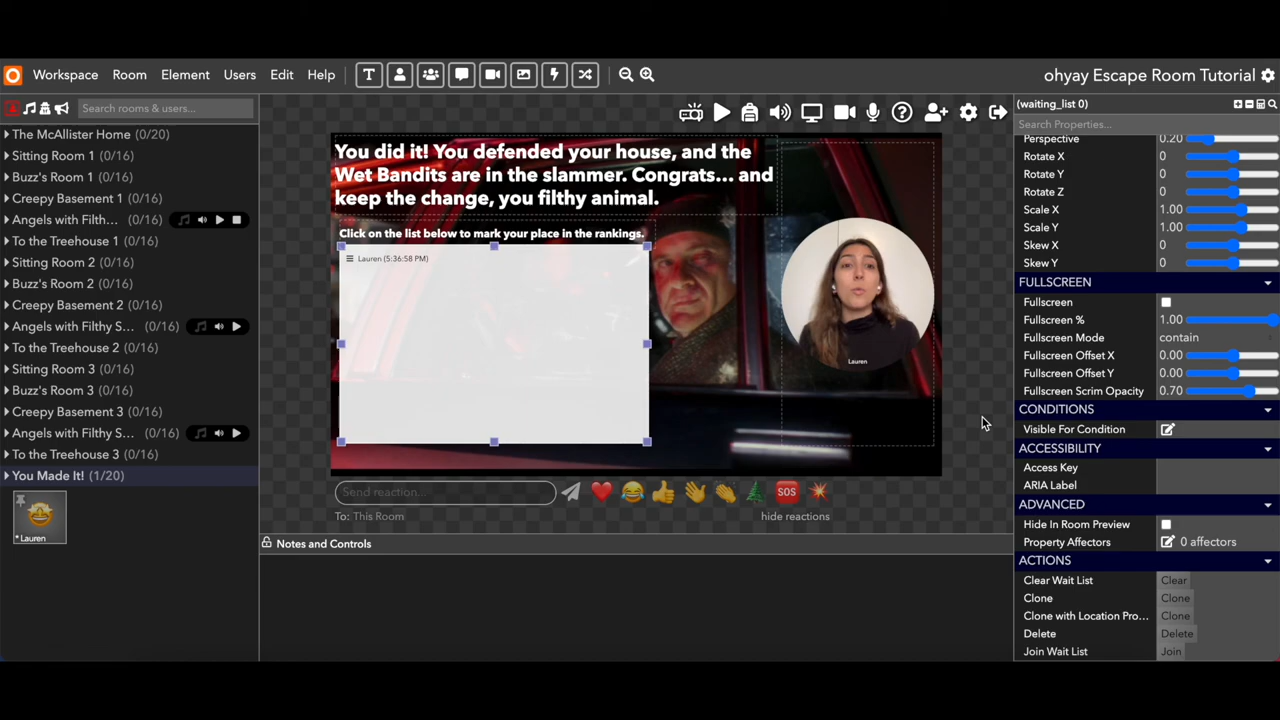 Workspace Room Element Users Edit Help
ohyay Escape Room Tutorial
Search rooms & users...
The McAllister Home (0/20)
Sitting Room 1 (0/16)
Buzz's Room 1 (0/16)
Creepy Basement 1 (0/16)
Angels with Filth... (0/16)
To the Treehouse 1 (0/16)
Sitting Room 2 (0/16)
Buzz's Room 2 (0/16)
Creepy Basement 2 (0/16)
Angels with Filthy S... (0/16)
To the Treehouse 2 (0/16)
Sitting Room 3 (0/16)
Buzz's Room 3 (0/16)
Creepy Basement 3 (0/16)
Angels with Filthy S... (0/16)
To the Treehouse 3 (0/16)
You Made It! (1/20)
* Lauren
You did it! You defended your house, and the
Wet Bandits are in the slammer. Congrats... and
keep the change, you filthy animal.
Click on the list below to mark your place in the rankings.
Lauren (5:36:58 PM)
Lauren
Send reaction...
SOS
To: This Room
hide reactions
Notes and Controls
(waiting_list 0)
Search Properties...
Perspective 0.20
Rotate X 0
Rotate Y 0
Rotate Z 0
Scale X 1.00
Scale Y 1.00
Skew X 0
Skew Y 0
FULLSCREEN
Fullscreen
Fullscreen % 1.00
Fullscreen Mode contain
Fullscreen Offset X 0.00
Fullscreen Offset Y 0.00
Fullscreen Scrim Opacity 0.70
CONDITIONS
Visible For Condition
ACCESSIBILITY
Access Key
ARIA Label
ADVANCED
Hide In Room Preview
Property Affectors 0 affectors
ACTIONS
Clear Wait List Clear
Clone Clone
Clone with Location Pro... Clone
Delete Delete
Join Wait List Join